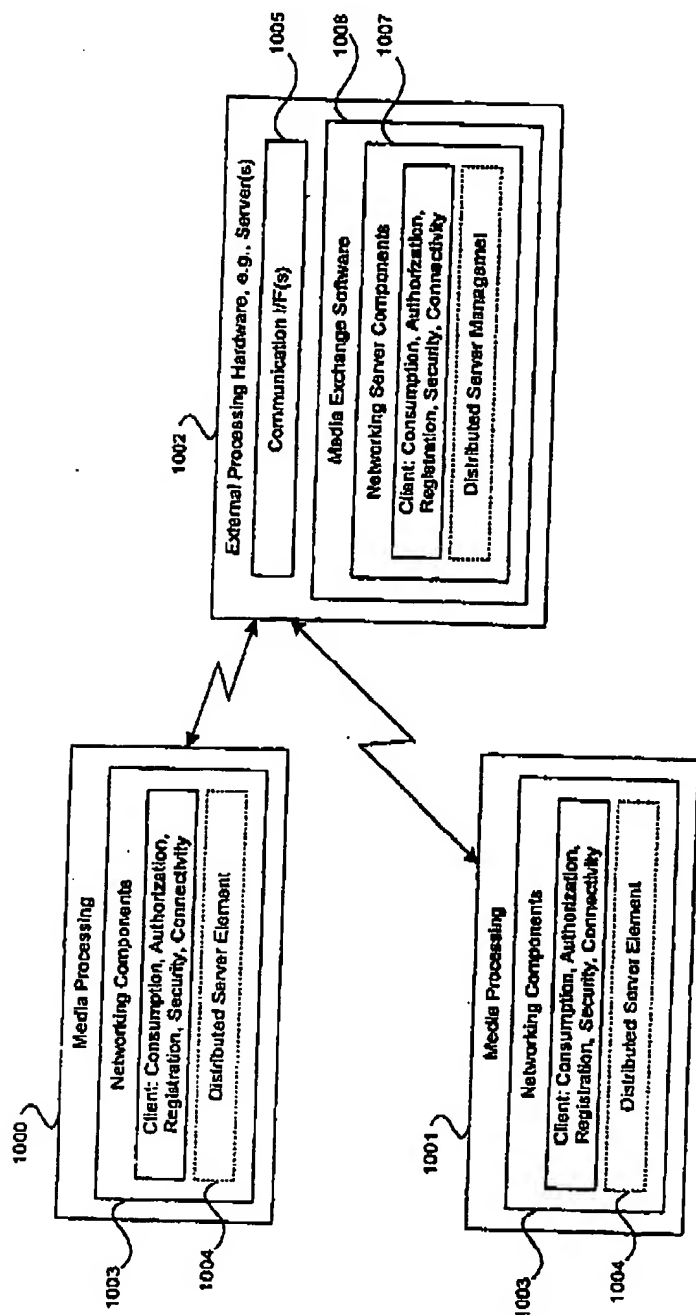 1000
Media Processing
Networking Components
Client: Consumption, Authorization,
Registration, Security, Connectivity
Distributed Server Element
1003
1004
1001
Media Processing
Networking Components
Client: Consumption, Authorization,
Registration, Security, Connectivity
Distributed Server Element
1003
1004
1002
External Processing Hardware, e.g., Server(s)
Communication I/F(s)
Media Exchange Software
Networking Server Components
Client: Consumption, Authorization,
Registration, Security, Connectivity
Distributed Server Managemel
1005
1008
1007